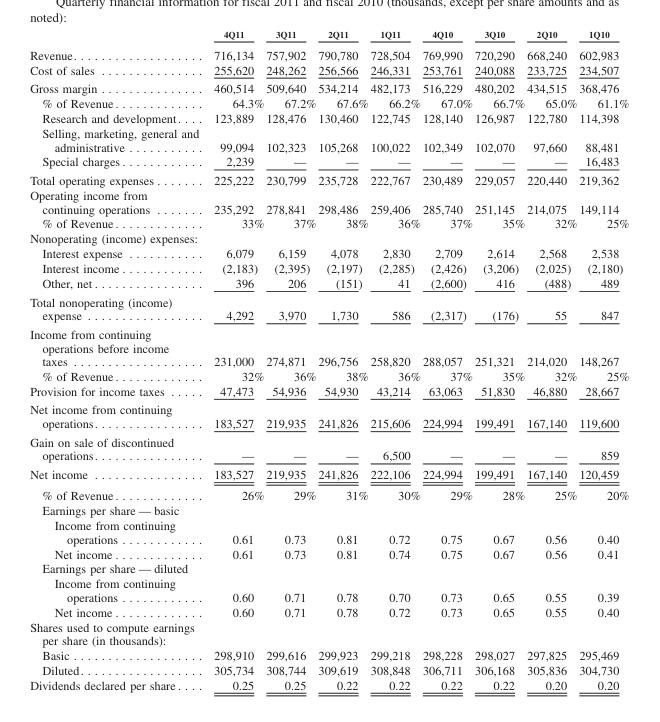 Quarterly financial information for fiscal 2011 and fiscal 2010 (thousands, except per share amounts and as
noted):
4Q11 3Q11 2Q11 1Q11 4Q10 3Q10 2Q10 1Q10
Revenue. . . . . . . . . . . . . . . . . . 716,134 757,902 790,780 728,504 769,990 720,290 668,240 602,983
Cost of sales . . . . . . . . . . . . . . 255,620 248,262 256,566 246,331 253,761 240,088 233,725 234,507
Gross margin . . . . . . . . . . . . . . 460,514 509,640 534,214 482,173 516,229 480,202 434,515 368,476
% of Revenue. . . . . . . . . . . . 64.3% 67.2% 67.6% 66.2% 67.0% 66.7% 65.0% 61.1%
Research and development. . . . 123,889 128,476 130,460 122,745 128,140 126,987 122,780 114,398
Selling, marketing, general and
administrative . . . . . . . . . . . 99,094 102,323 105,268 100,022 102,349 102,070 97,660 88,481
Special charges. . . . . . . . . . . 2,239 — — — — — — 16,483
Total operating expenses . . . . . . . 225,222 230,799 235,728 222,767 230,489 229,057 220,440 219,362
Operating income from
continuing operations . . . . . . . 235,292 278,841 298,486 259,406 285,740 251,145 214,075 149,114
% of Revenue. . . . . . . . . . . . 33% 37% 38% 36% 37% 35% 32% 25%
Nonoperating (income) expenses:
Interest expense . . . . . . . . . . . 6,079 6,159 4,078 2,830 2,709 2,614 2,568 2,538
Interest income . . . . . . . . . . . . (2,183) (2,395) (2,197) (2,285) (2,426) (3,206) (2,025) (2,180)
Other, net . . . . . . . . . . . . . . . . 396 206 (151) 41 (2,600) 416 (488) 489
Total nonoperating (income)
expense . . . . . . . . . . . . . . . . . 4,292 3,970 1,730 586 (2,317) (176) 55 847
Income from continuing
operations before income
taxes . . . . . . . . . . . . . . . . . . . 231,000 274,871 296,756 258,820 288,057 251,321 214,020 148,267
% of Revenue. . . . . . . . . . . . 32% 36% 38% 36% 37% 35% 32% 25%
Provision for income taxes . . . . . 47,473 54,936 54,930 43,214 63,063 51,830 46,880 28,667
Net income from continuing
operations. . . . . . . . . . . . . . . . 183,527 219,935 241,826 215,606 224,994 199,491 167,140 119,600
Gain on sale of discontinued
operations. . . . . . . . . . . . . . . . — — — 6,500 — — — 859
Net income . . . . . . . . . . . . . . . 183,527 219,935 241,826 222,106 224,994 199,491 167,140 120,459
% of Revenue. . . . . . . . . . . . 26% 29% 31% 30% 29% 28% 25% 20%
Earnings per share — basic
Income from continuing
operations . . . . . . . . . . . . 0.61 0.73 0.81 0.72 0.75 0.67 0.56 0.40
Net income . . . . . . . . . . . . . 0.61 0.73 0.81 0.74 0.75 0.67 0.56 0.41
Earnings per share — diluted
Income from continuing
operations . . . . . . . . . . . . 0.60 0.71 0.78 0.70 0.73 0.65 0.55 0.39
Net income . . . . . . . . . . . . . 0.60 0.71 0.78 0.72 0.73 0.65 0.55 0.40
Shares used to compute earnings
per share (in thousands):
Basic . . . . . . . . . . . . . . . . . . 298,910 299,616 299,923 299,218 298,228 298,027 297,825 295,469
Diluted. . . . . . . . . . . . . . . . . . 305,734 308,744 309,619 308,848 306,711 306,168 305,836 304,730
Dividends declared per share . . . . 0.25 0.25 0.22 0.22 0.22 0.22 0.20 0.20